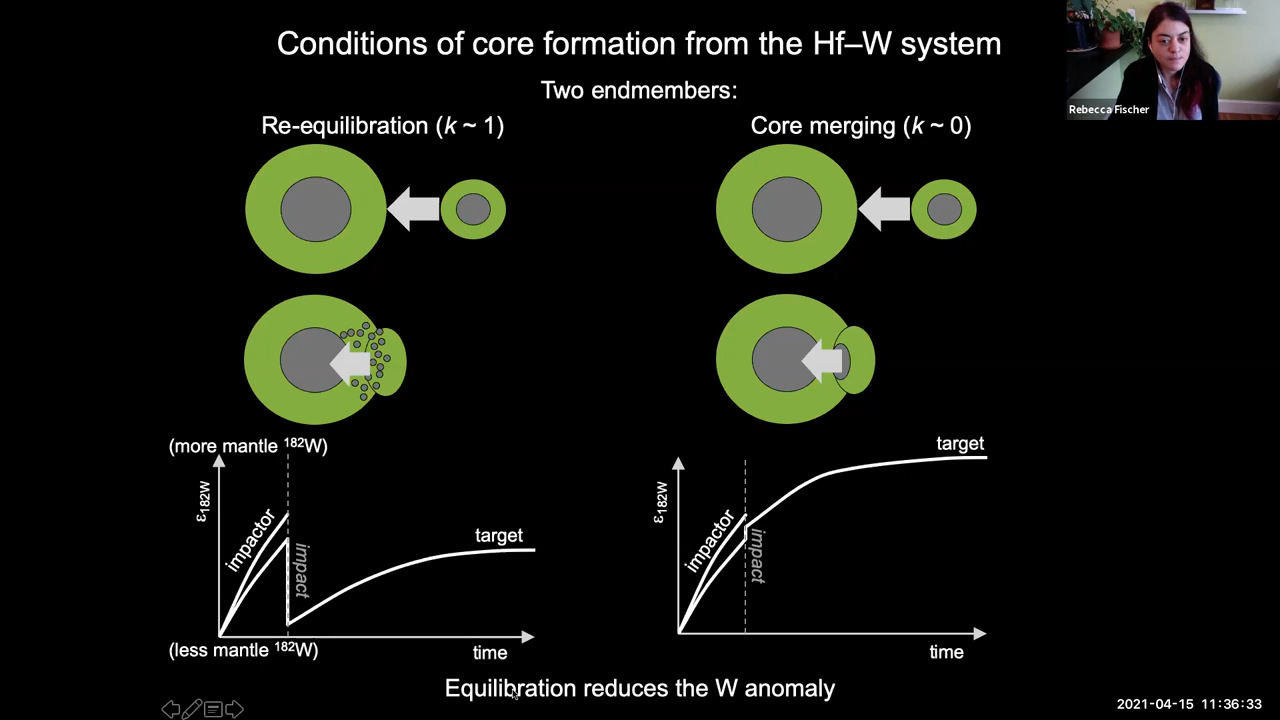 Conditions of core formation from the Hf–W system
Two endmembers:
Re-equilibration (k ~ 1)
Core merging (k ~ 0)
Rebecca Fischer
(more mantle ¹⁸²W)
ε182W
impactor
impact
target
(less mantle ¹⁸²W)
time
target
ε182W
impactor
impact
time
Equilibration reduces the W anomaly
2021-04-15 11:36:33